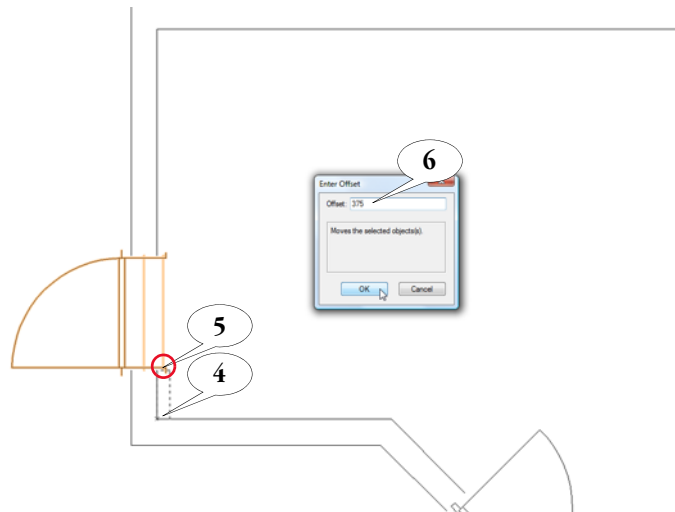 6
Enter Offset
Offset: 375
Moves the selected objects(s).
OK Cancel
5
4